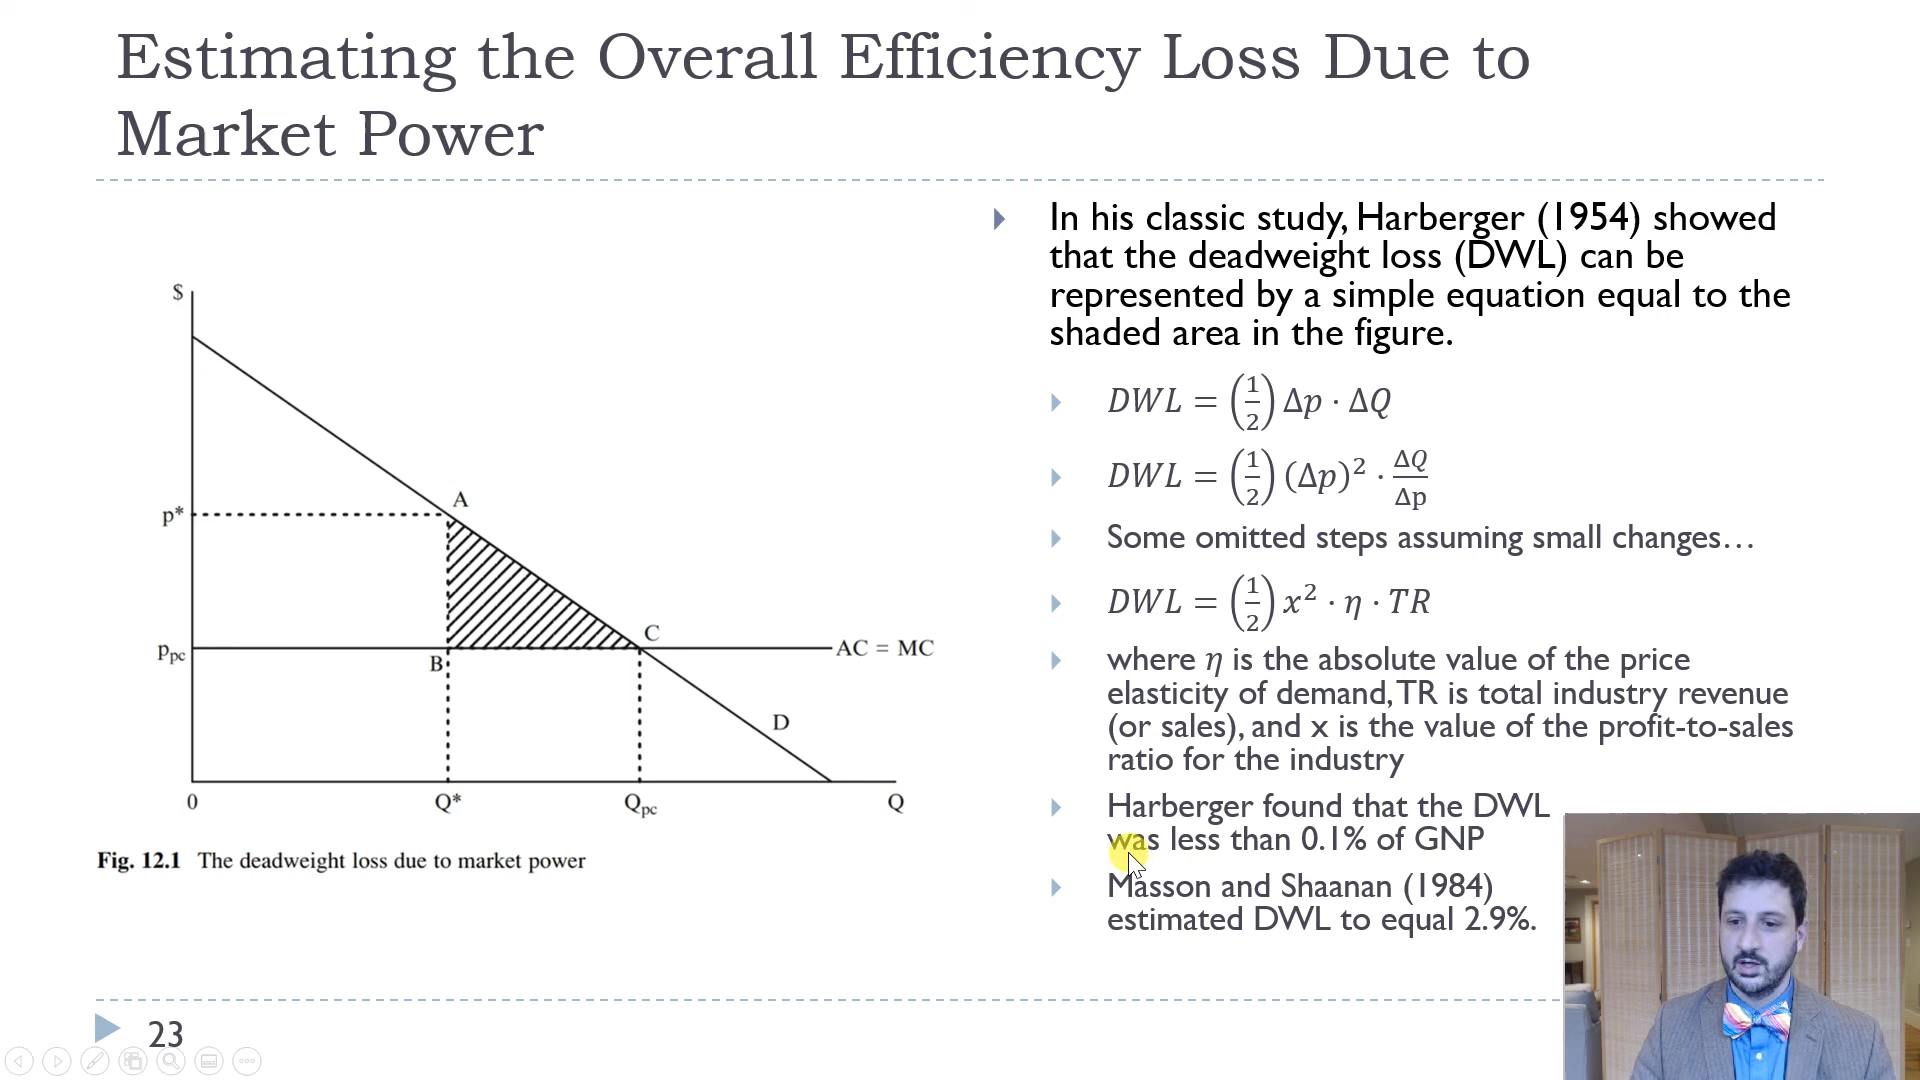 Estimating the Overall Efficiency Loss Due to
Market Power
$
p*
A
p_pc
B
C
AC = MC
D
0
Q*
Q_pc
Q
Fig. 12.1 The deadweight loss due to market power
In his classic study, Harberger (1954) showed
that the deadweight loss (DWL) can be
represented by a simple equation equal to the
shaded area in the figure.
DWL = (1/2) Δp · ΔQ
DWL = (1/2) (Δp)² · ΔQ/Δp
Some omitted steps assuming small changes…
DWL = (1/2) x² · η · TR
where η is the absolute value of the price
elasticity of demand, TR is total industry revenue
(or sales), and x is the value of the profit-to-sales
ratio for the industry
Harberger found that the DWL
was less than 0.1% of GNP
Masson and Shaanan (1984)
estimated DWL to equal 2.9%.
23